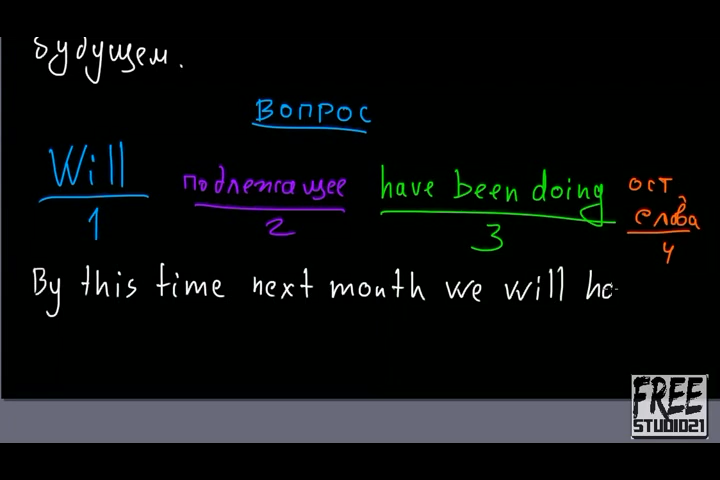 будущем.
ВОПРОС
Will подлежащее have been doing ост слова
1 2 3 4
By this time next month we will ha
FREE
STUDIO21